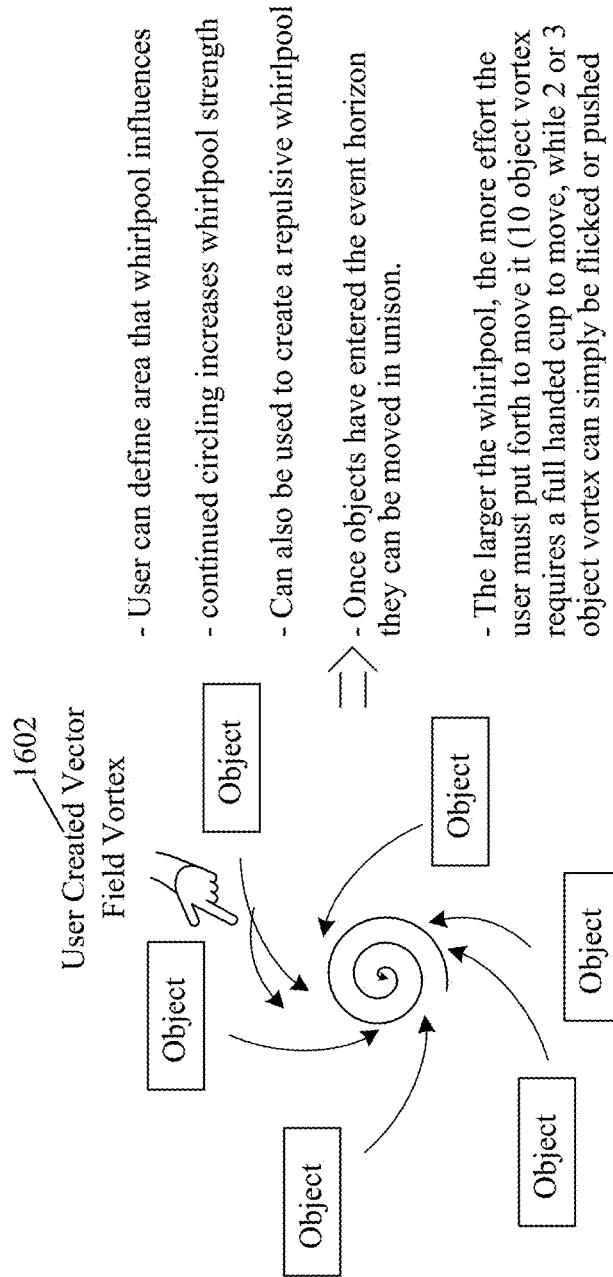 1602
User Created Vector
Field Vortex
Object
Object
Object
Object
Object
Object
- User can define area that whirlpool influences
- continued circling increases whirlpool strength
- Can also be used to create a repulsive whirlpool
- Once objects have entered the event horizon
they can be moved in unison.
- The larger the whirlpool, the more effort the
user must put forth to move it (10 object vortex
requires a full handed cup to move, while 2 or 3
object vortex can simply be flicked or pushed